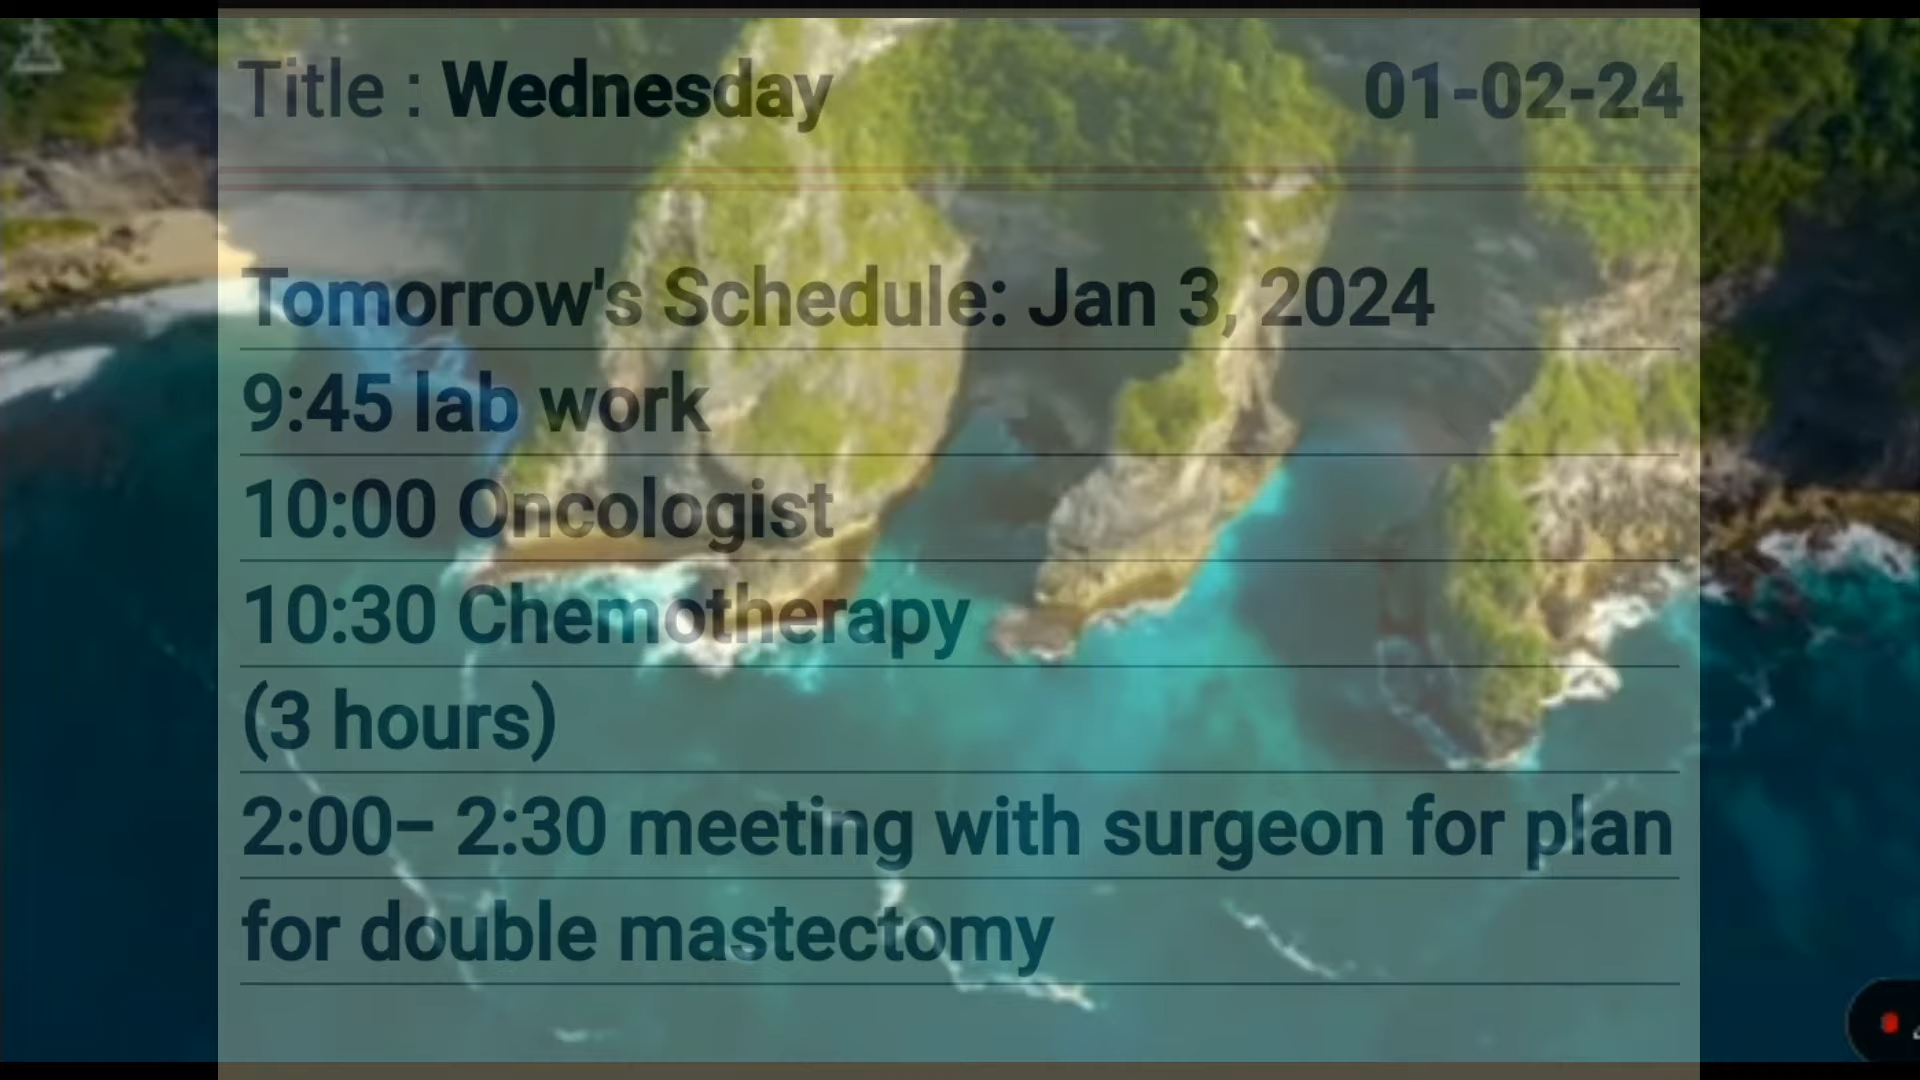 Title : Wednesday 01-02-24
Tomorrow's Schedule: Jan 3, 2024
9:45 lab work
10:00 Oncologist
10:30 Chemotherapy
(3 hours)
2:00– 2:30 meeting with surgeon for plan
for double mastectomy